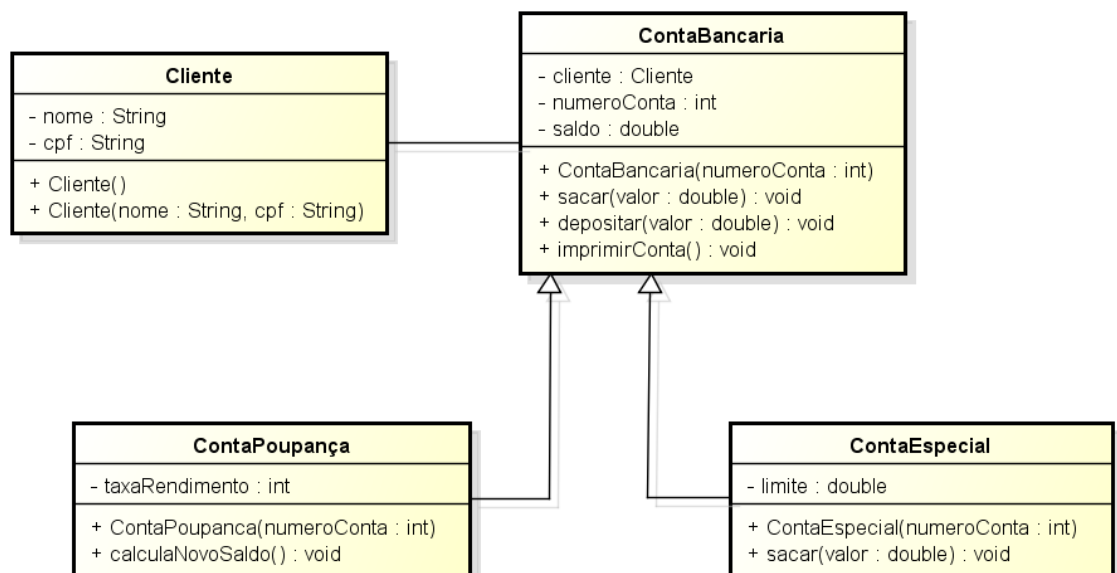 Cliente
- nome : String
- cpf : String
+ Cliente()
+ Cliente(nome : String, cpf : String)
ContaBancaria
- cliente : Cliente
- numeroConta : int
- saldo : double
+ ContaBancaria(numeroConta : int)
+ sacar(valor : double) : void
+ depositar(valor : double) : void
+ imprimirConta() : void
ContaPoupança
- taxaRendimento : int
+ ContaPoupanca(numeroConta : int)
+ calculaNovoSaldo() : void
ContaEspecial
- limite : double
+ ContaEspecial(numeroConta : int)
+ sacar(valor : double) : void